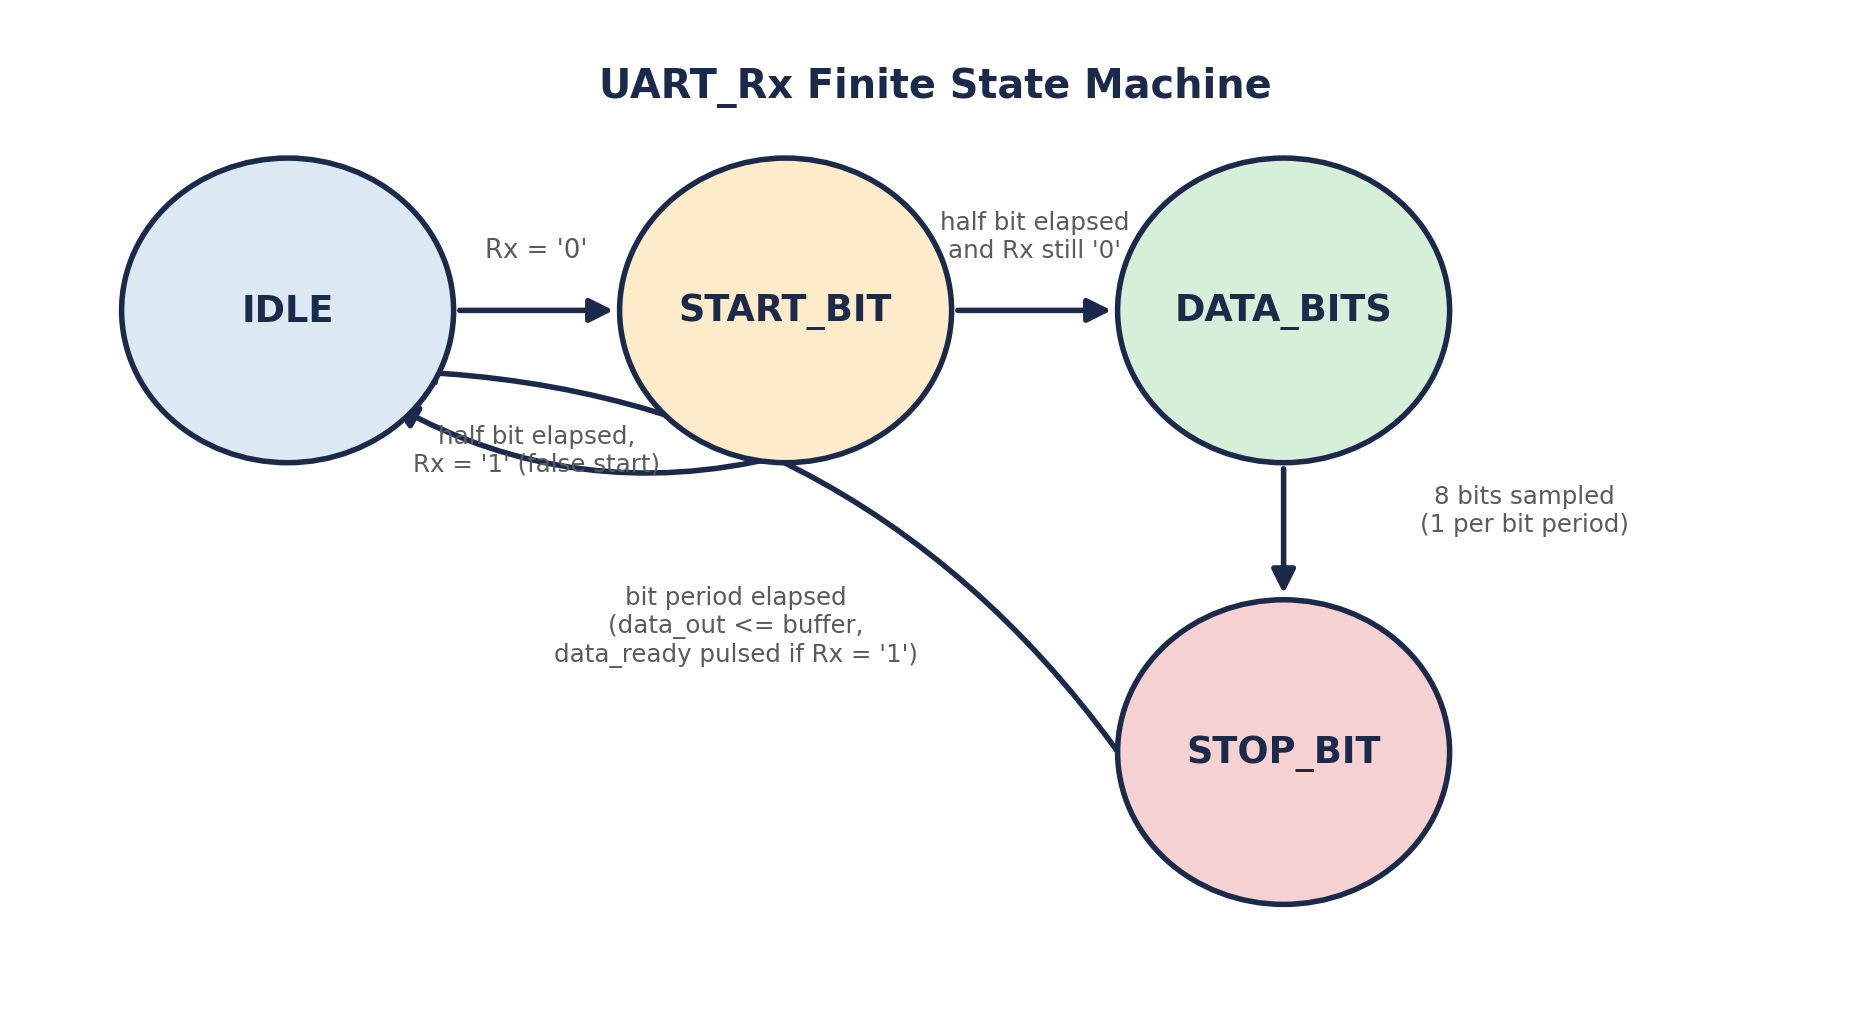 UART_Rx Finite State Machine
Rx = '0'
half bit elapsed
and Rx still '0'
IDLE
START_BIT
DATA_BITS
half bit elapsed,
Rx = '1' (false start)
8 bits sampled
(1 per bit period)
bit period elapsed
(data_out <= buffer,
data_ready pulsed if Rx = '1')
STOP_BIT